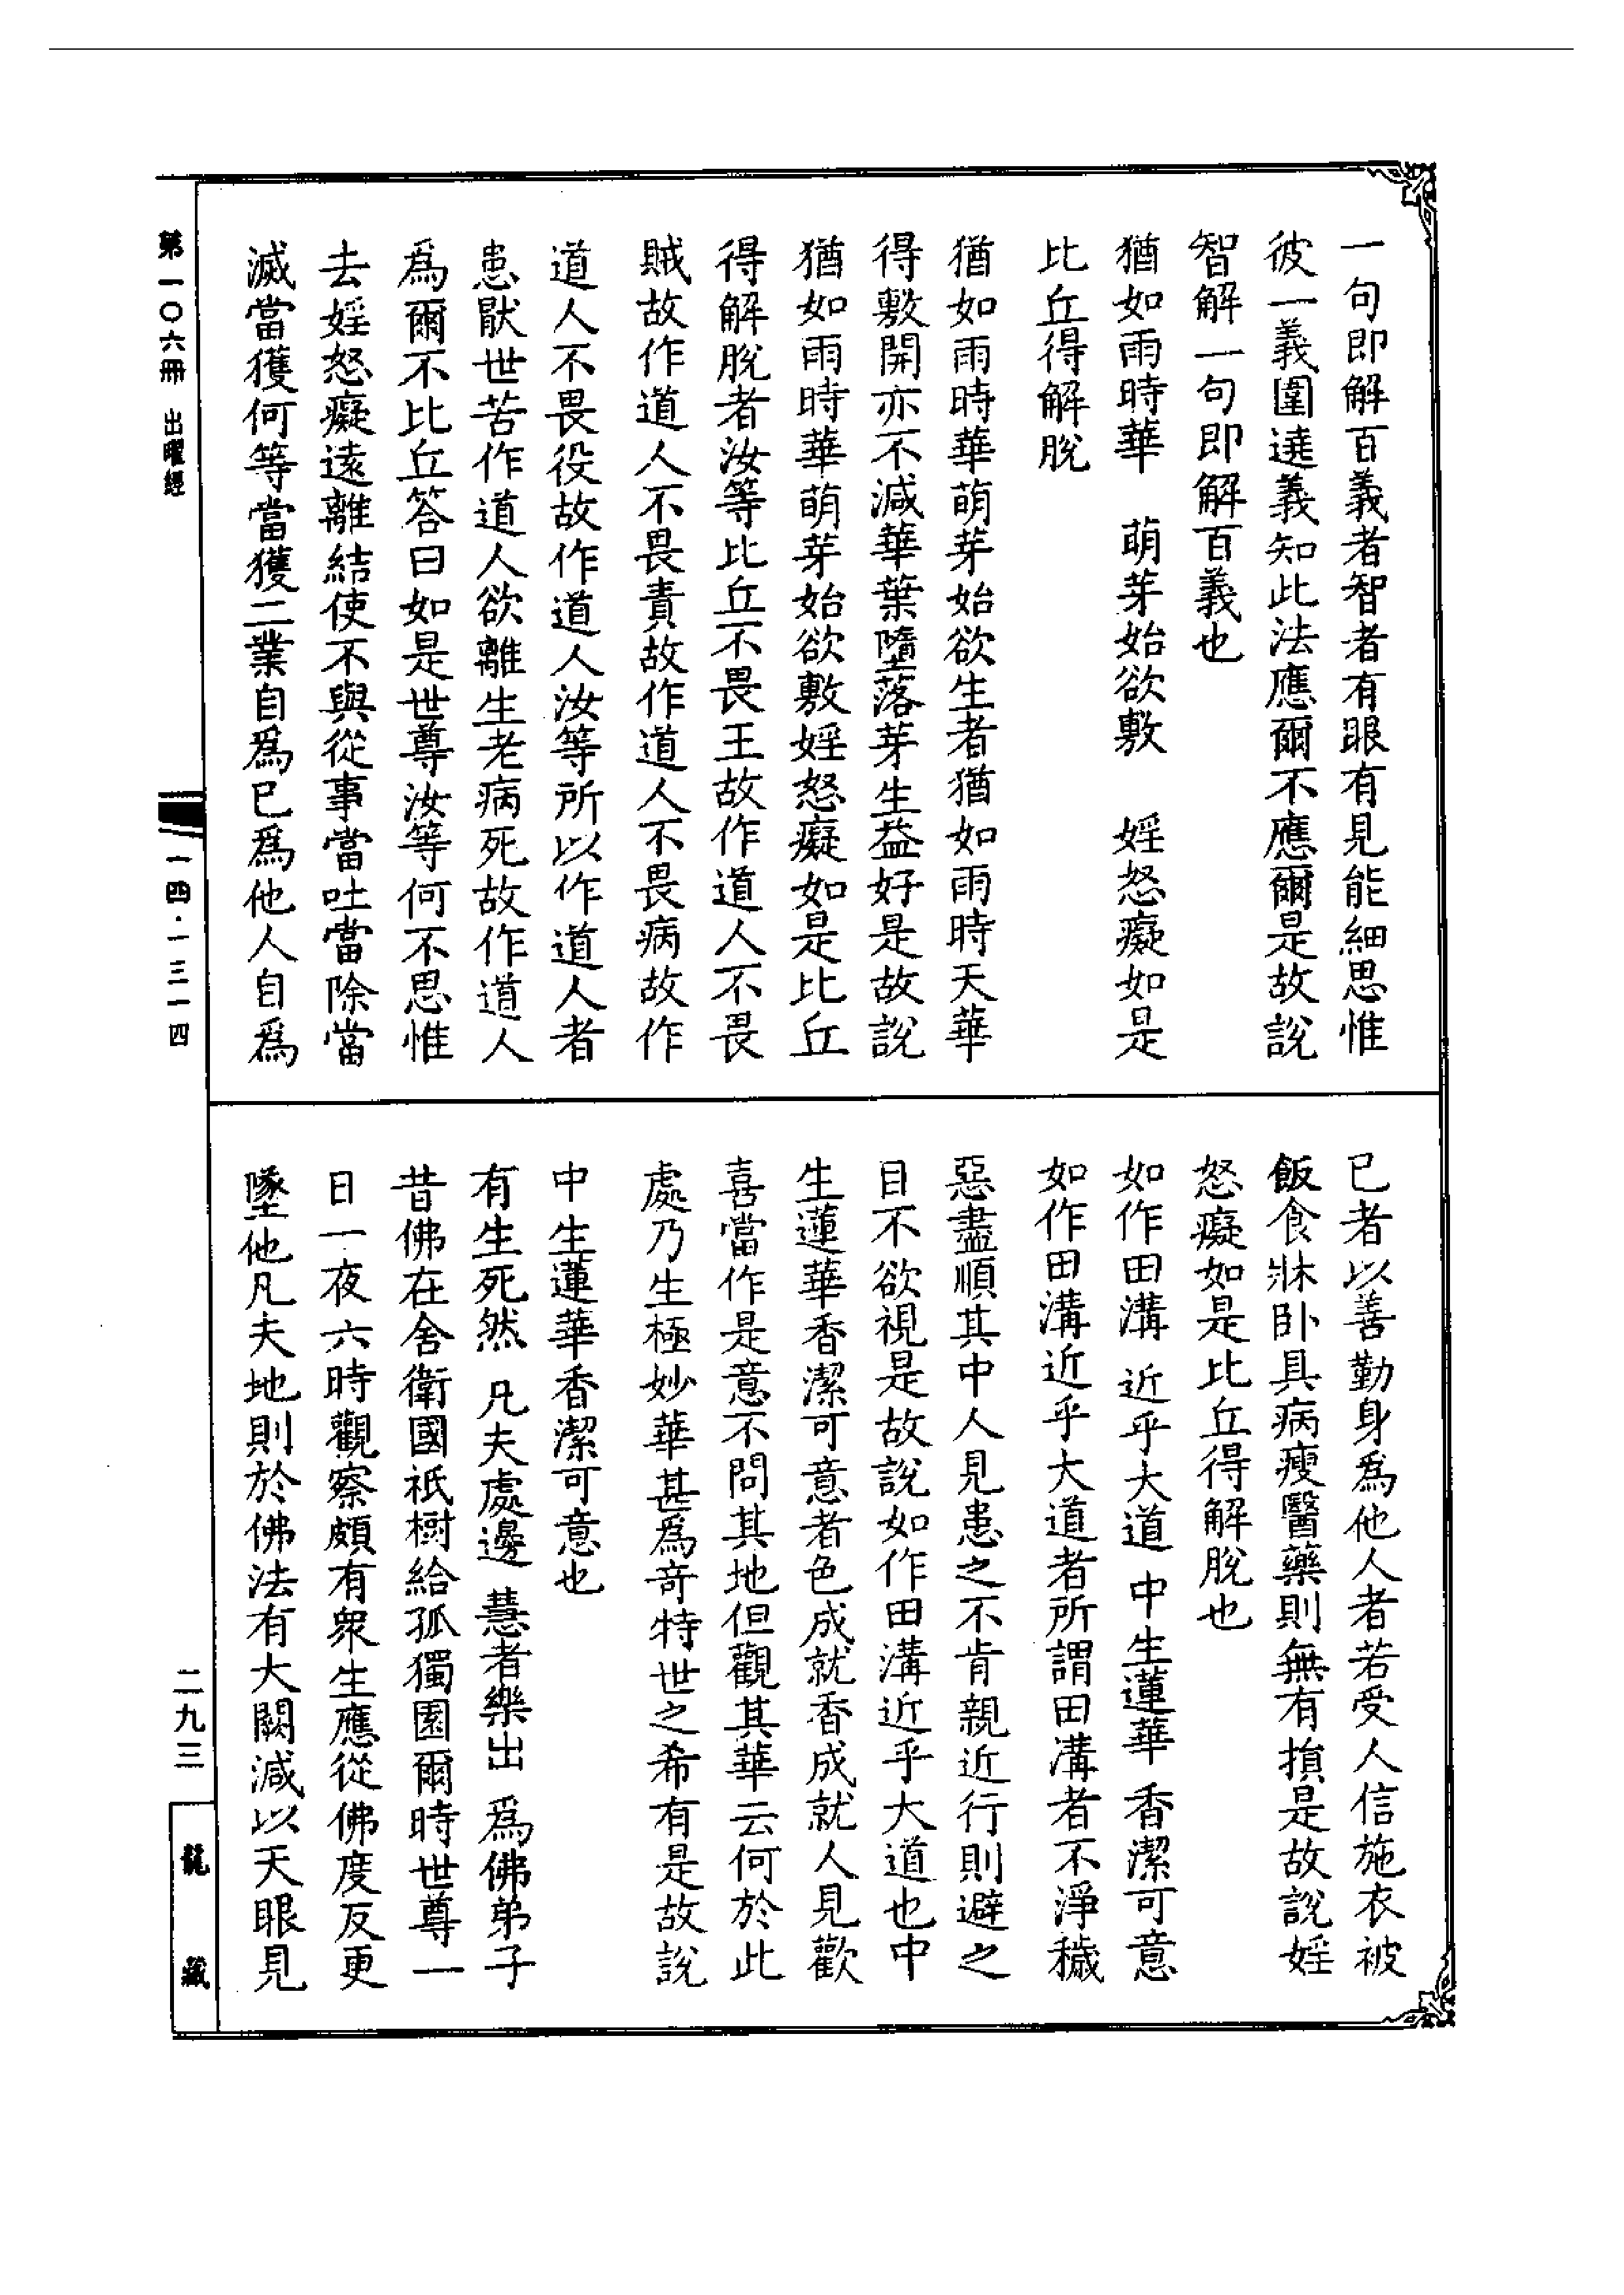 一句即解百義者智者有眼有見能細思惟
彼一義圍遶義知此法應爾不應爾是故說
智解一句即解百義也
猶如雨時華　萌芽始欲敷　婬怒癡如是
比丘得解脫
猶如雨時華萌芽始欲生者猶如雨時天華
得敷開亦不減華葉墮落芽生益好是故說
猶如雨時華萌芽始欲敷婬怒癡如是比丘
得解脫者汝等比丘不畏王故作道人不畏
賊故作道人不畏責故作道人不畏病故作
道人不畏役故作道人汝等所以作道人者
患猒世苦作道人欲離生老病死故作道人
為爾不比丘答曰如是世尊汝等何不思惟
去婬怒癡遠離結使不與從事當吐當除當
滅當獲何等當獲二業自爲已爲他人自爲
已者以善勤身爲他人者若受人信施衣被
飯食牀臥具病瘦醫藥則無有損是故說婬
怒癡如是比丘得解脫也
如作田溝　近乎大道　中生蓮華　香潔可意
如作田溝近乎大道者所謂田溝者不淨穢
惡盡順其中人見患之不肯親近行則避之
目不欲視是故說如作田溝近乎大道也中
生蓮華香潔可意者色成就香成就人見歡
喜當作是意不問其地但觀其華云何於此
處乃生極妙華甚爲奇特世之希有是故說
中生蓮華香潔可意也
有生死然　凡夫處邊　慧者樂出　爲佛弟子
昔佛在舍衛國祇樹給孤獨園爾時世尊一
日一夜六時觀察頗有衆生應從佛度反更
墜他凡夫地則於佛法有大闕減以天眼見
第一〇六冊　出曜經
一四·一三一四
二九三
龍藏